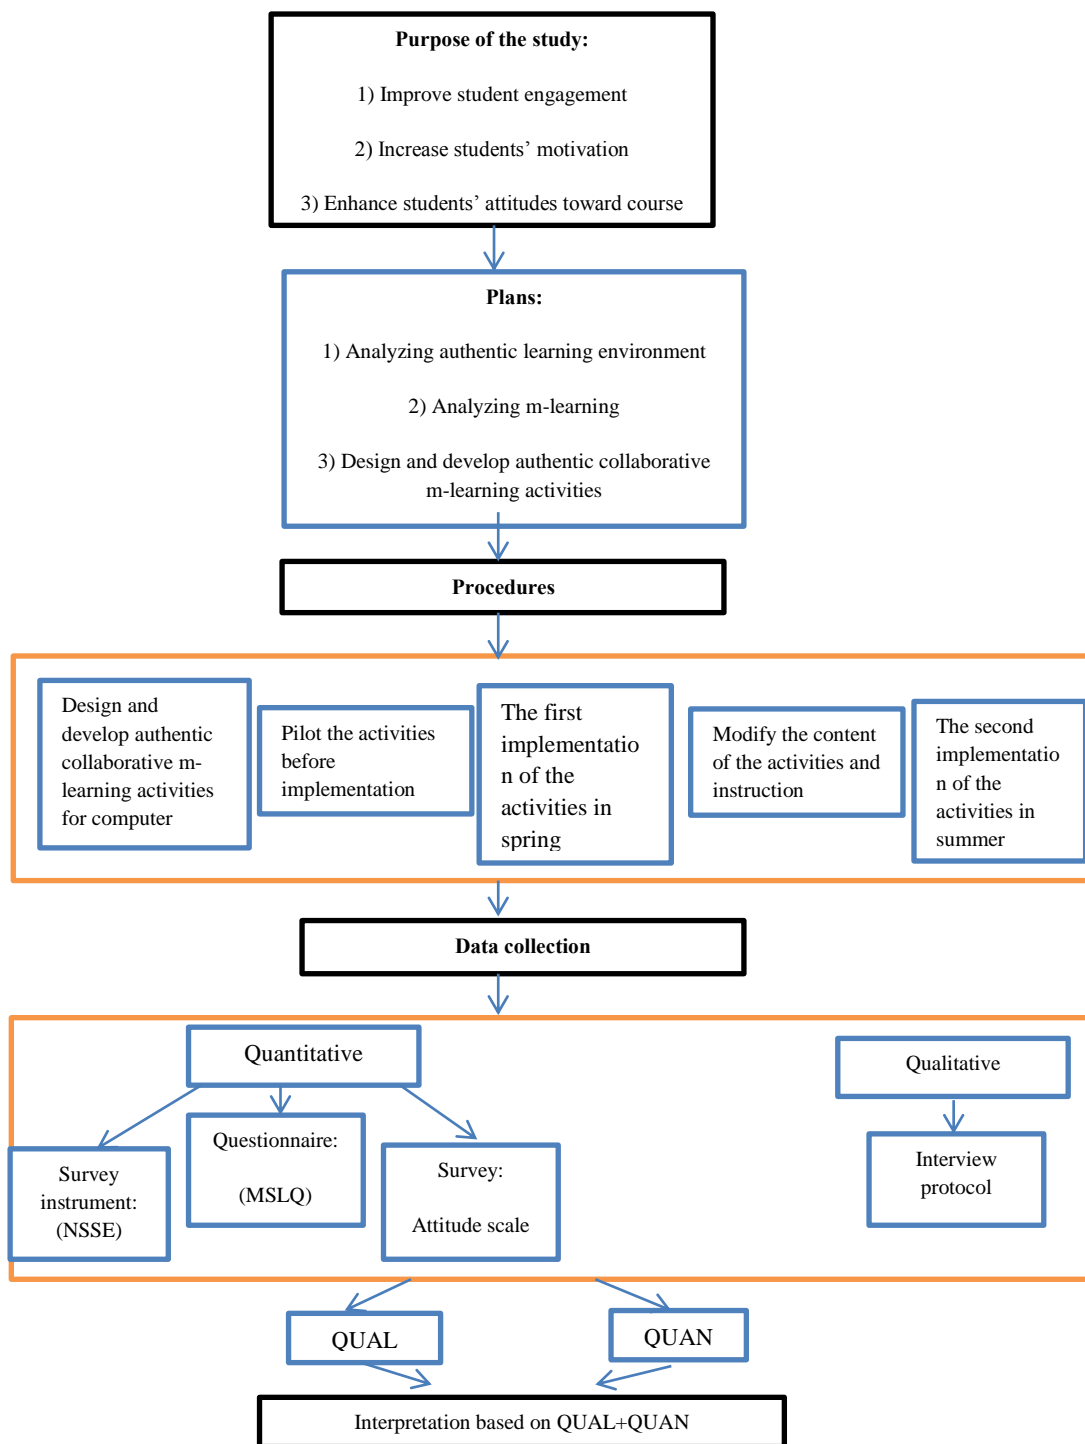 Purpose of the study:
1) Improve student engagement
2) Increase students’ motivation
3) Enhance students’ attitudes toward course
Plans:
1) Analyzing authentic learning environment
2) Analyzing m-learning
3) Design and develop authentic collaborative
m-learning activities
Procedures
Design and
develop authentic
collaborative m-
learning activities
for computer
Pilot the activities
before
implementation
The first
implementatio
n of the
activities in
spring
Modify the content
of the activities and
instruction
The second
implementatio
n of the
activities in
summer
Data collection
Quantitative
Qualitative
Survey
instrument:
(NSSE)
Questionnaire:
(MSLQ)
Survey:
Attitude scale
Interview
protocol
QUAL
QUAN
Interpretation based on QUAL+QUAN